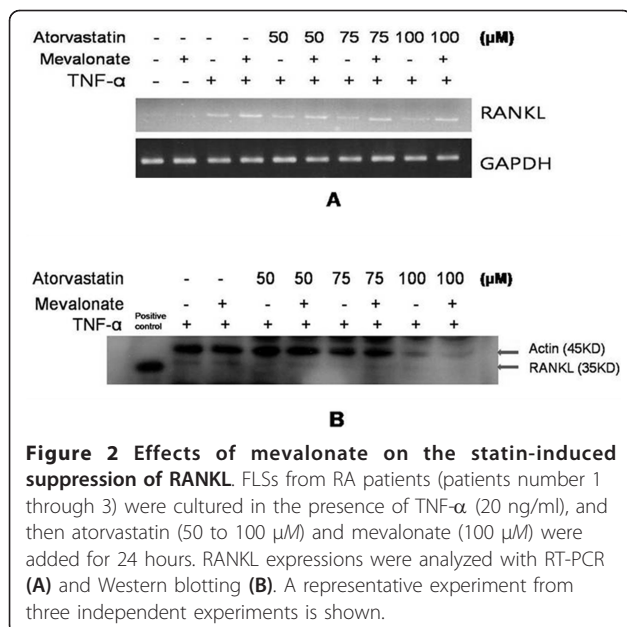 Atorvastatin - - - - 50 50 75 75 100 100 (μM)
Mevalonate - + - + - + - + - +
TNF-α - - + + + + + + + +
RANKL
GAPDH
A
Atorvastatin - - 50 50 75 75 100 100 (μM)
Mevalonate - + - + - + - +
TNF-α Positive control + + + + + + + +
Actin (45KD)
RANKL (35KD)
B
Figure 2 Effects of mevalonate on the statin-induced
suppression of RANKL. FLSs from RA patients (patients number 1
through 3) were cultured in the presence of TNF-α (20 ng/ml), and
then atorvastatin (50 to 100 μM) and mevalonate (100 μM) were
added for 24 hours. RANKL expressions were analyzed with RT-PCR
(A) and Western blotting (B). A representative experiment from
three independent experiments is shown.